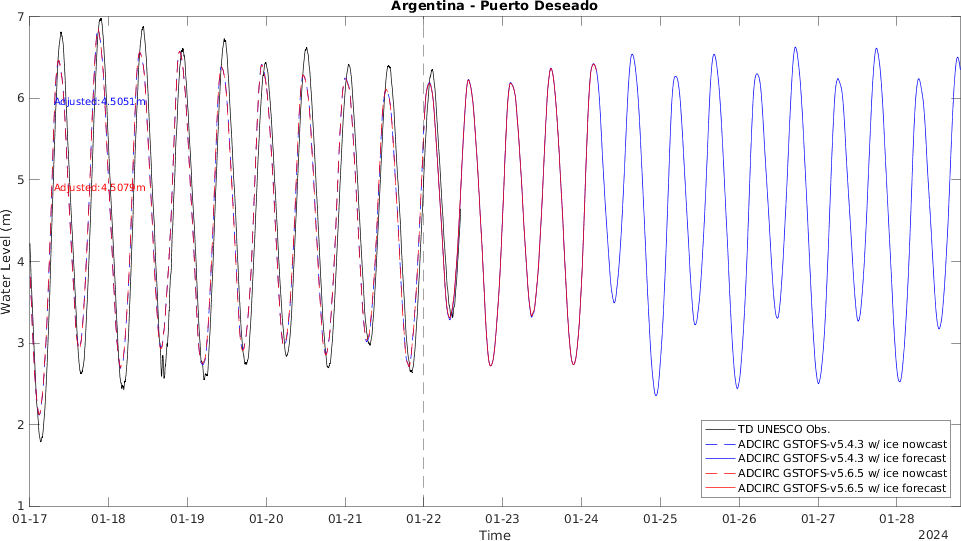 Argentina - Puerto Deseado
7
6
5
4
3
2
1
Water Level (m)
Adjusted:4.5051m
Adjusted:4.5079m
TD UNESCO Obs.
ADCIRC GSTOFS-v5.4.3 w/ ice nowcast
ADCIRC GSTOFS-v5.4.3 w/ ice forecast
ADCIRC GSTOFS-v5.6.5 w/ ice nowcast
ADCIRC GSTOFS-v5.6.5 w/ ice forecast
01-17 01-18 01-19 01-20 01-21 01-22 01-23 01-24 01-25 01-26 01-27 01-28
Time
2024